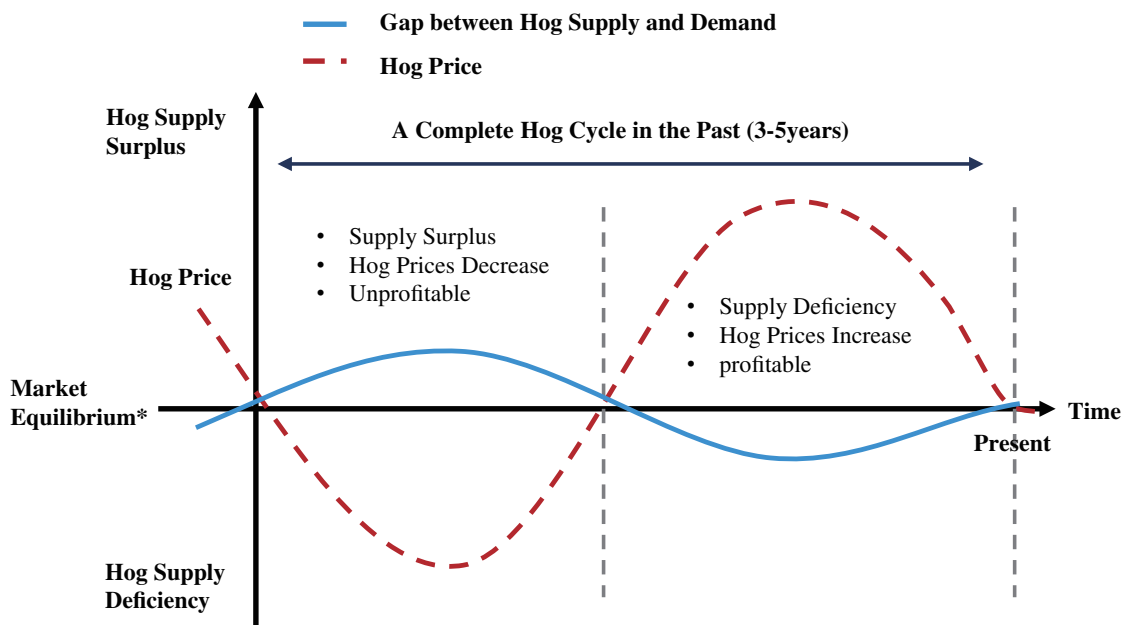 Gap between Hog Supply and Demand
Hog Price
Hog Supply
Surplus
A Complete Hog Cycle in the Past (3-5years)
• Supply Surplus
• Hog Prices Decrease
• Unprofitable
Hog Price
• Supply Deficiency
• Hog Prices Increase
• profitable
Market
Equilibrium*
Time
Present
Hog Supply
Deficiency